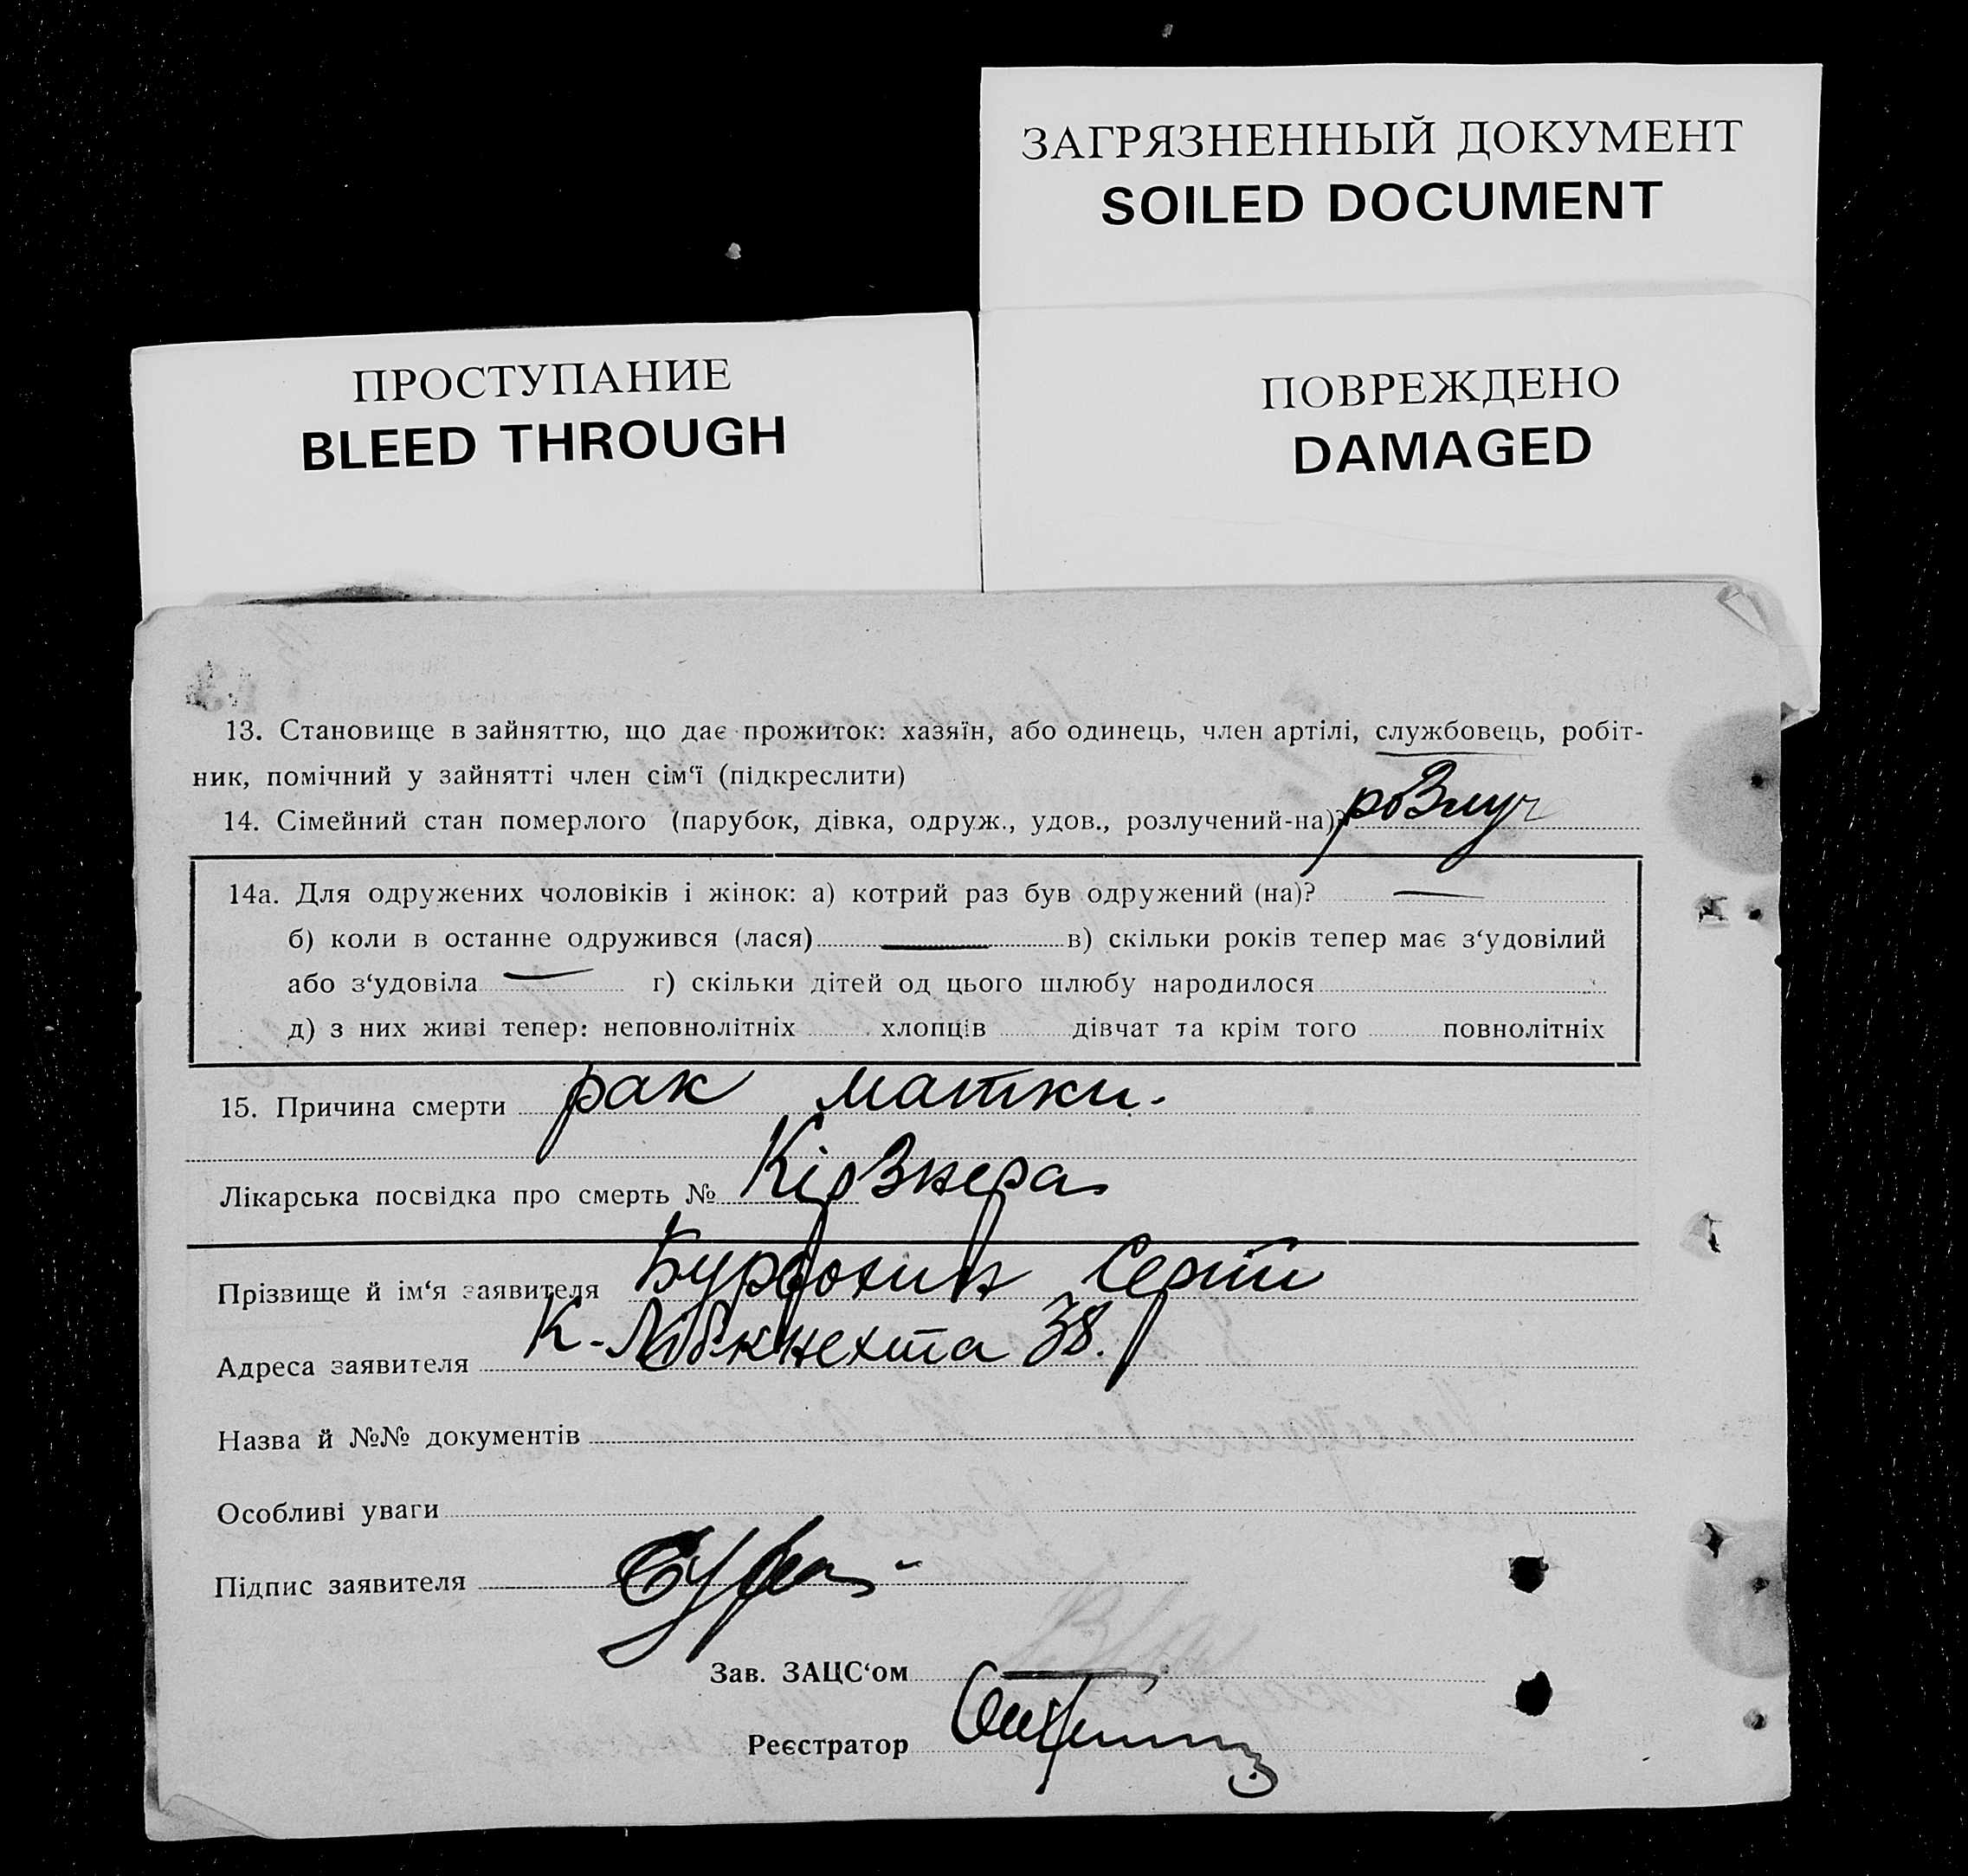 ЗАГРЯЗНЕННЫЙ ДОКУМЕНТ
SOILED DOCUMENT
ПРОСТУПАНИЕ
BLEED THROUGH
ПОВРЕЖДЕНО
DAMAGED
13. Становище в зайняттю, що дає прожиток: хазяїн, або одинець, член артілі, службовець, робіт-
ник, помічний у зайнятті член сім‘ї (підкреслити)
14. Сімейний стан померлого (парубок, дівка, одруж., удов., розлучений-на)? розлуч
14а. Для одружених чоловіків і жінок: а) котрий раз був одружений (на)? —
б) коли в останнє одружився (лася) — в) скільки років тепер має з‘удовілий
або з‘удовіла — г) скільки дітей од цього шлюбу народилося
д) з них живі тепер: неповнолітніх хлопців дівчат та крім того повнолітніх
15. Причина смерти рак матки.
Лікарська посвідка про смерть № Кірзнера
Прізвище й ім‘я заявителя Сергій
Адреса заявителя К-Лібкнехта 38.
Назва й №№ документів
Особливі уваги
Підпис заявителя
Зав. ЗАЦС‘ом
Реєстратор